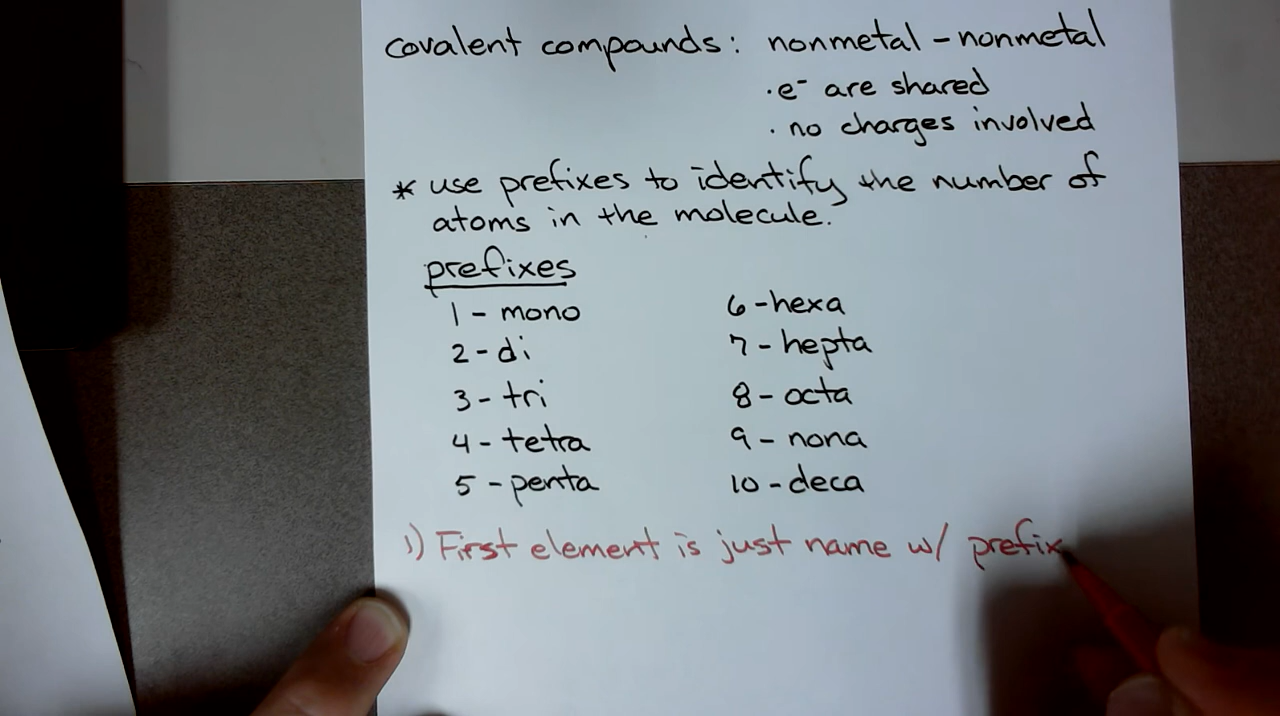 covalent compounds: nonmetal - nonmetal
· e⁻ are shared
· no charges involved
* use prefixes to identify the number of
atoms in the molecule.
prefixes
1 - mono
2 - di
3 - tri
4 - tetra
5 - penta
6 - hexa
7 - hepta
8 - octa
9 - nona
10 - deca
1) First element is just name w/ prefix